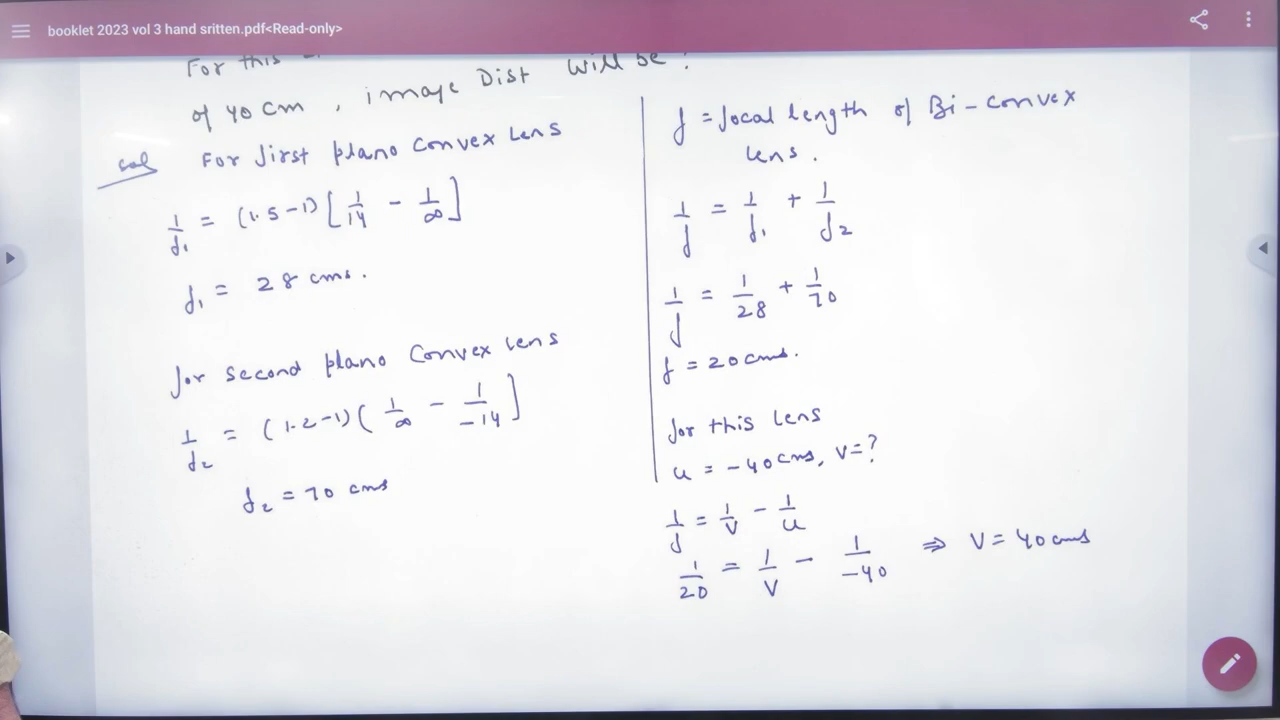 booklet 2023 vol 3 hand sritten.pdf<Read-only>
For this
of 40 cm , image Dist will be ?
sol For first plano convex lens
1/f₁ = (1.5-1) [1/14 - 1/∞]
f₁ = 28 cms.
for second plano convex lens
1/f₂ = (1.2-1) ( 1/∞ - 1/-14 ]
f₂ = 70 cms
f = focal length of Bi-convex
lens.
1/f = 1/f₁ + 1/f₂
1/f = 1/28 + 1/70
f = 20 cms.
for this lens
u = -40 cms, v=?
1/f = 1/v - 1/u
1/20 = 1/v - 1/-40 ⇒ v = 40 cms